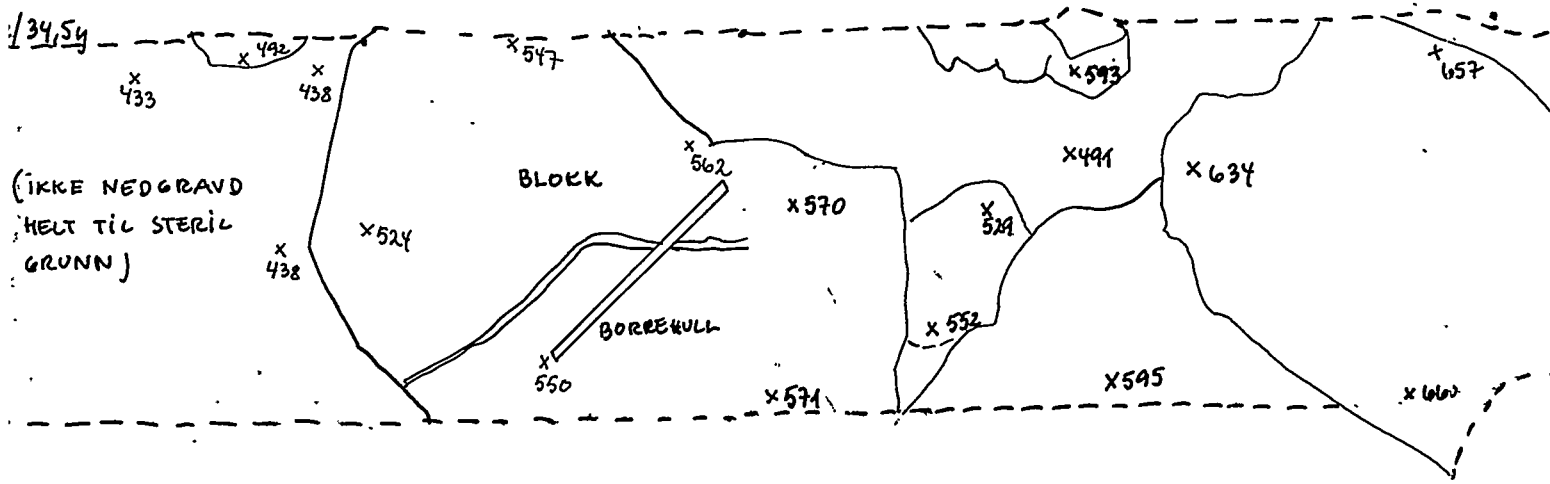 /34,5y
x 492
x 547
x 593
x 657
x 433
x 438
x 562
x 491
x 634
(IKKE NEDGRAVD
HELT TIL STERIL
GRUNN)
BLOKK
x 570
x 529
x 524
x 438
BORREHULL
x 552
x 550
x 571
x 595